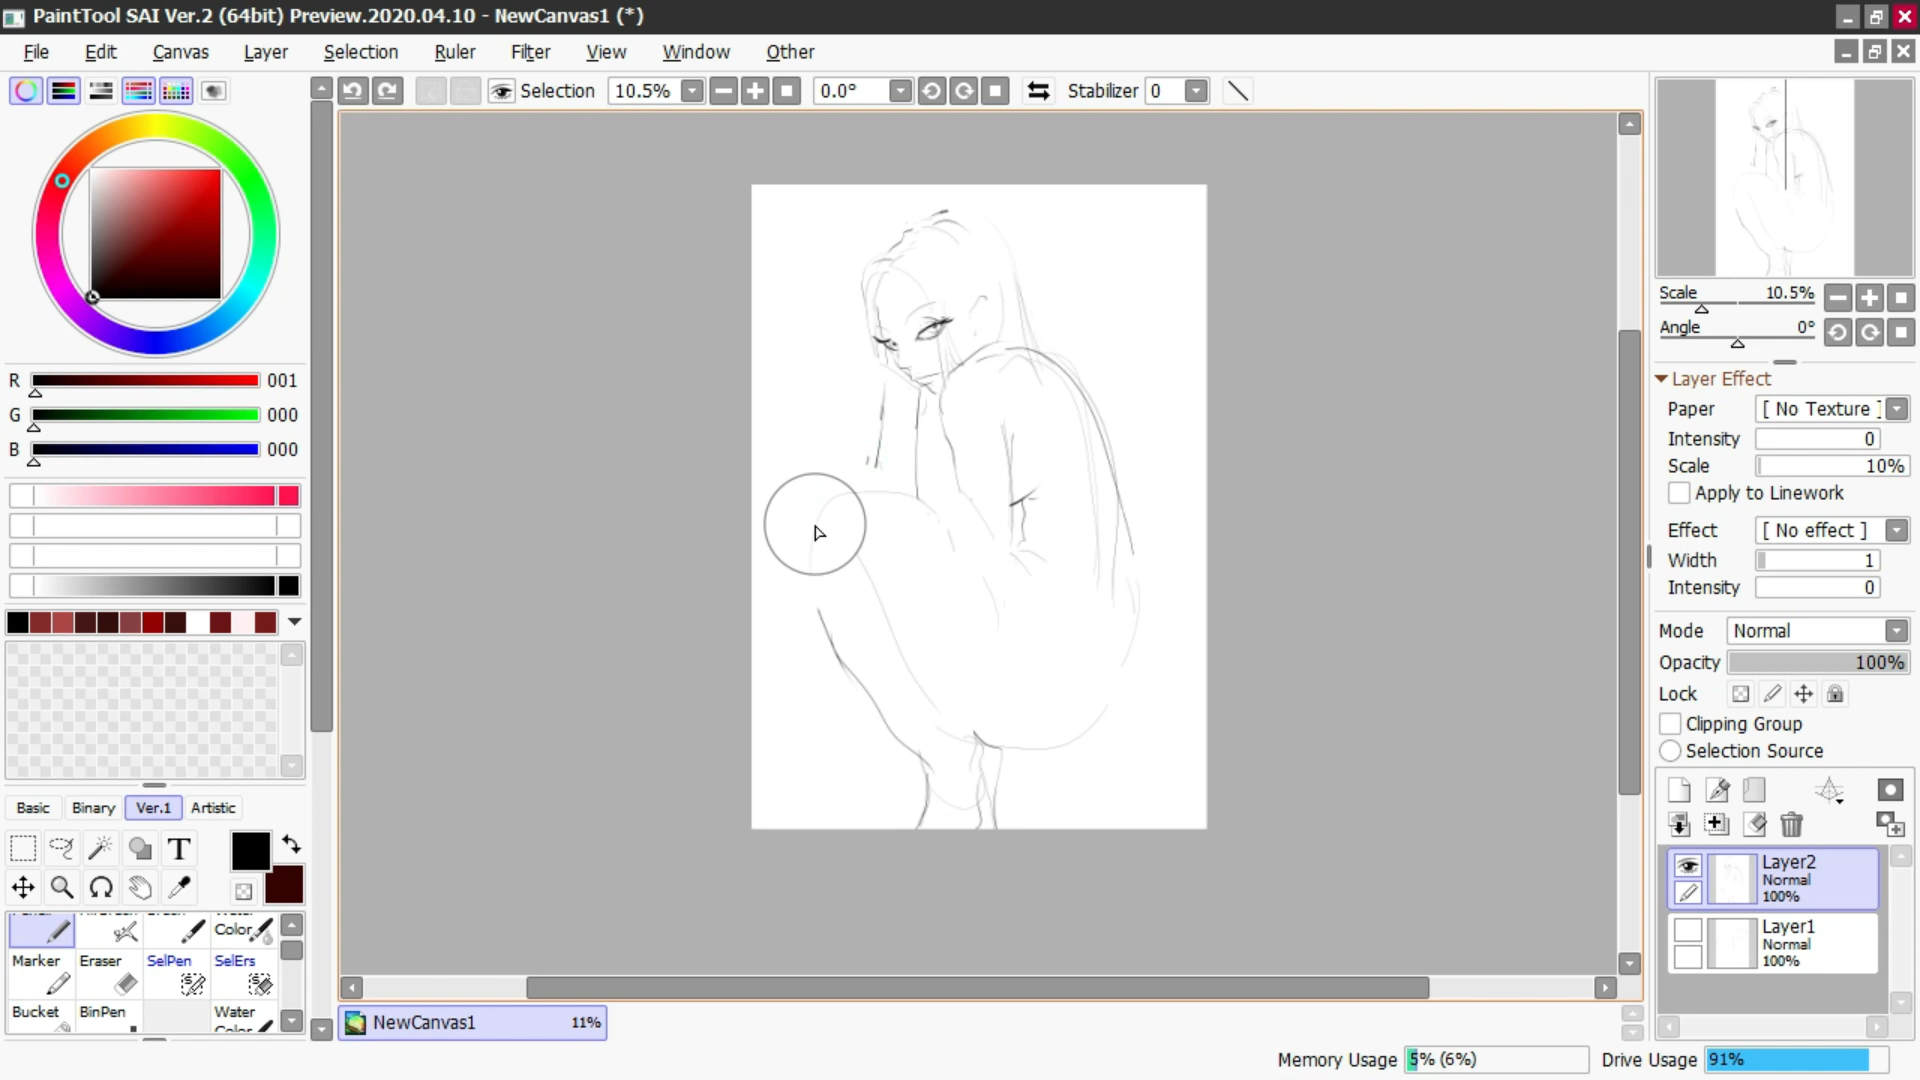 PaintTool SAI Ver.2 (64bit) Preview.2020.04.10 - NewCanvas1 (*)
File Edit Canvas Layer Selection Ruler Filter View Window Other
Selection 10.5% 0.0° Stabilizer 0
Scale 10.5%
Angle 0°
R 001
G 000
B 000
Layer Effect
Paper [ No Texture ]
Intensity 0
Scale 10%
Apply to Linework
Effect [ No effect ]
Width 1
Intensity 0
Mode Normal
Opacity 100%
Lock
Clipping Group
Selection Source
Basic Binary Ver.1 Artistic
T
Color
Marker Eraser SelPen SelErs
Bucket BinPen Water
Color
Layer2
Normal
100%
Layer1
Normal
100%
NewCanvas1 11%
Memory Usage 5% (6%) Drive Usage 91%